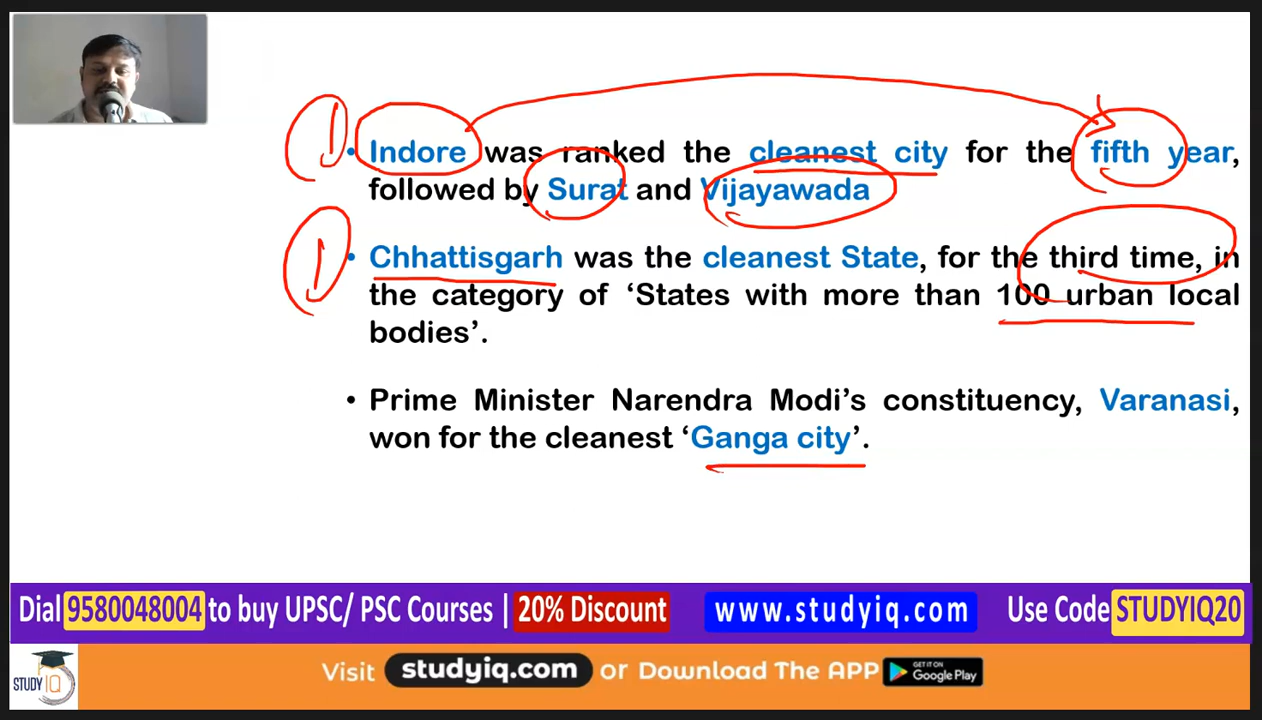 • Indore was ranked the cleanest city for the fifth year,
followed by Surat and Vijayawada
• Chhattisgarh was the cleanest State, for the third time, in
the category of ‘States with more than 100 urban local
bodies’.
• Prime Minister Narendra Modi’s constituency, Varanasi,
won for the cleanest ‘Ganga city’.
Dial 9580048004 to buy UPSC/ PSC Courses | 20% Discount www.studyiq.com Use Code STUDYIQ20
STUDY IQ Visit studyiq.com or Download The APP GET IT ON Google Play